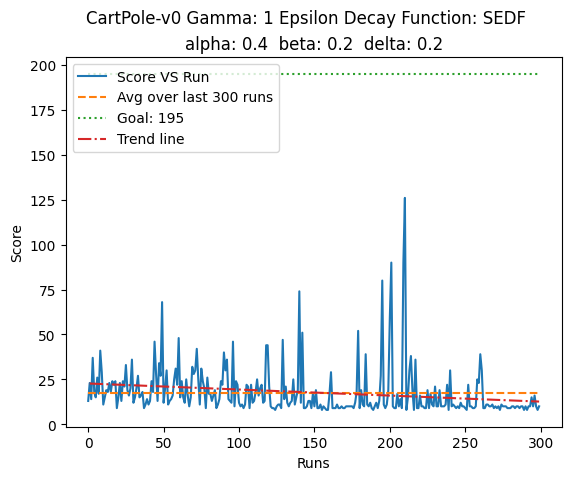 CartPole-v0 Gamma: 1 Epsilon Decay Function: SEDF
alpha: 0.4 beta: 0.2 delta: 0.2
Score VS Run
Avg over last 300 runs
Goal: 195
Trend line
200
175
150
125
100
75
50
25
0
Score
0
50
100
150
200
250
300
Runs